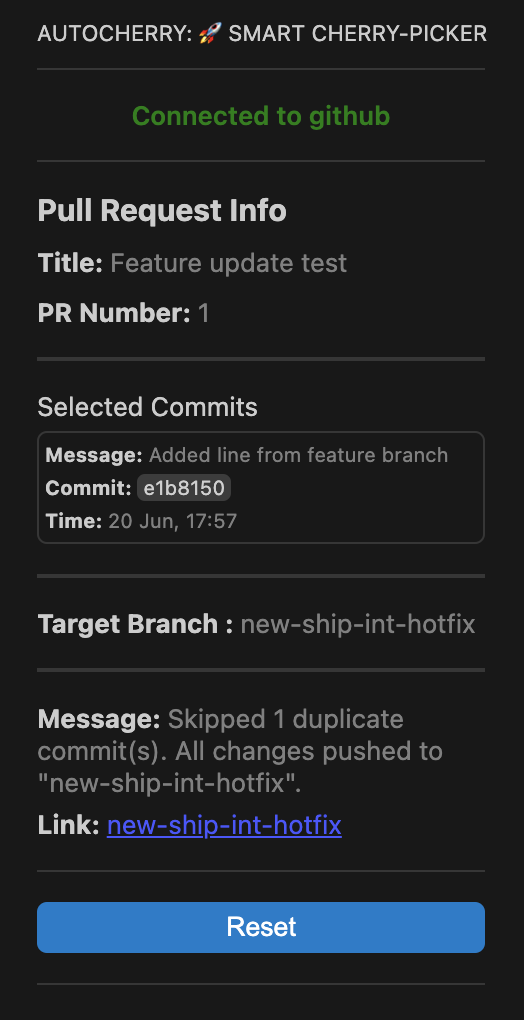 AUTOCHERRY: 🚀 SMART CHERRY-PICKER
Connected to github
Pull Request Info
Title: Feature update test
PR Number: 1
Selected Commits
Message: Added line from feature branch
Commit: e1b8150
Time: 20 Jun, 17:57
Target Branch : new-ship-int-hotfix
Message: Skipped 1 duplicate
commit(s). All changes pushed to
"new-ship-int-hotfix".
Link: new-ship-int-hotfix
Reset